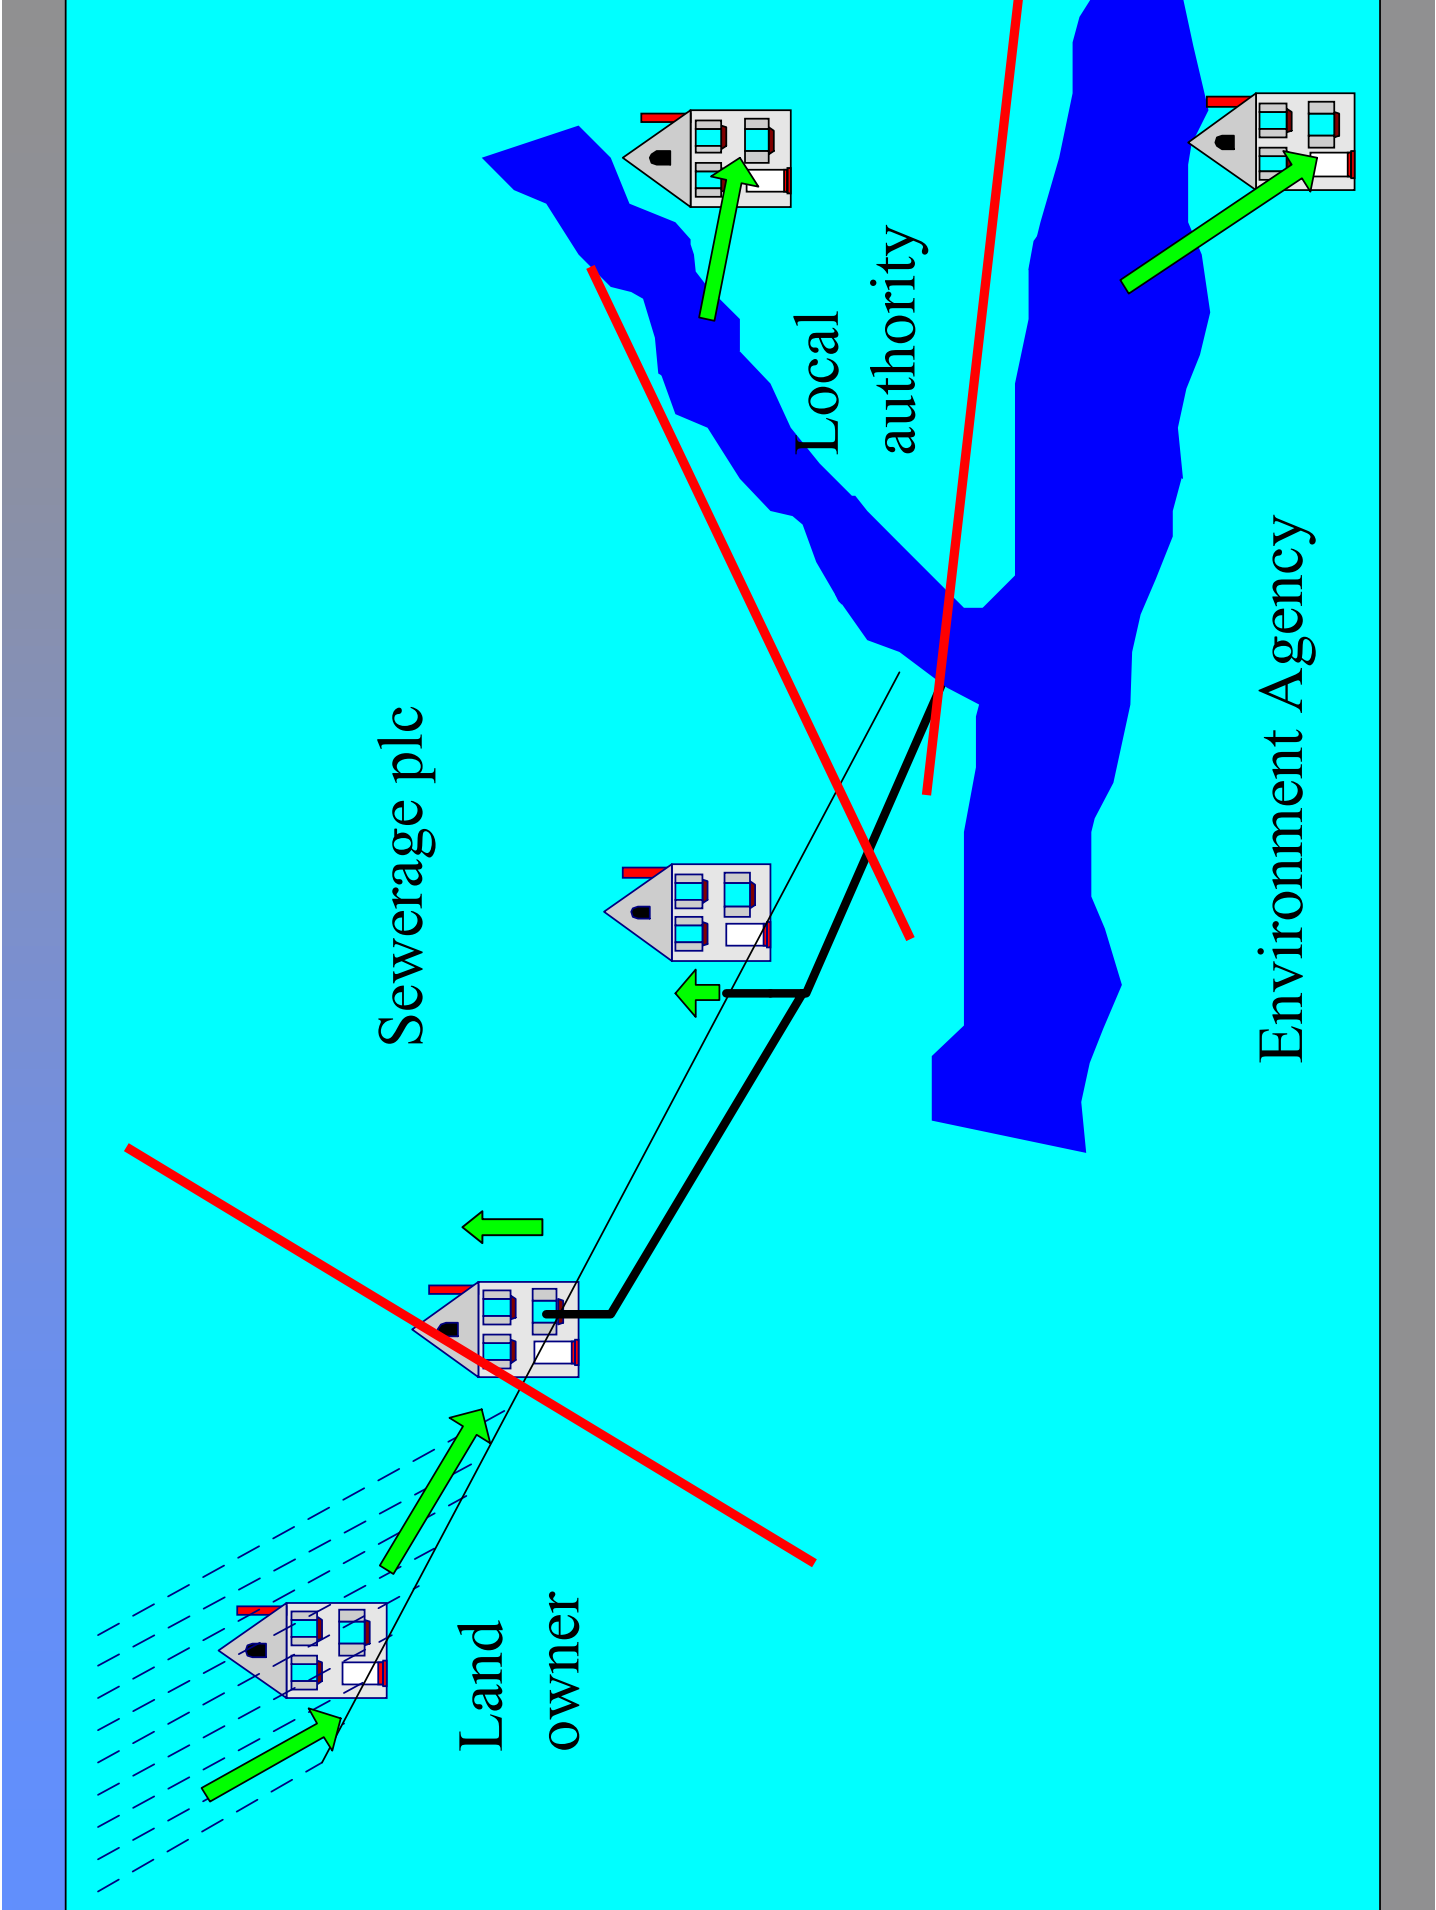 Sewerage plc
Local
authority
Land
owner
Environment Agency